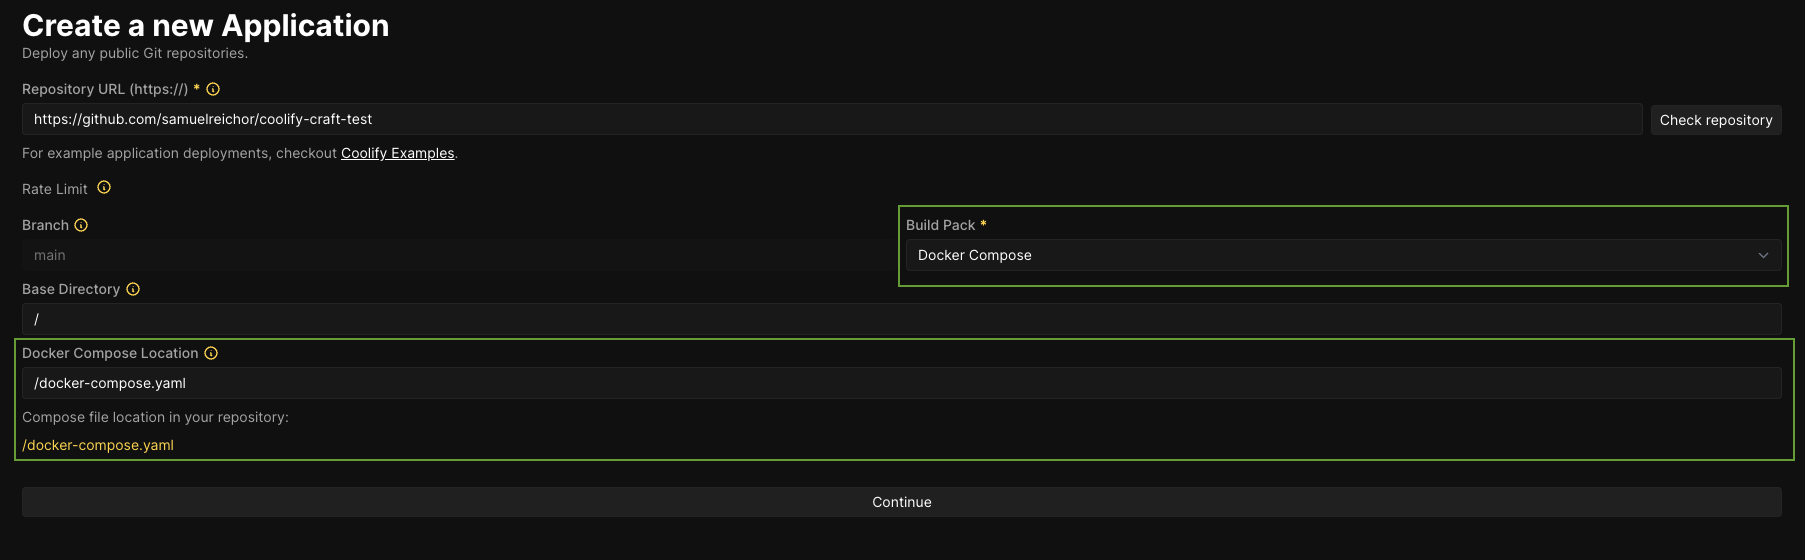 Create a new Application
Deploy any public Git repositories.
Repository URL (https://) *
https://github.com/samuelreichor/coolify-craft-test
Check repository
For example application deployments, checkout Coolify Examples.
Rate Limit
Branch
Build Pack *
main
Docker Compose
Base Directory
/
Docker Compose Location
/docker-compose.yaml
Compose file location in your repository:
/docker-compose.yaml
Continue